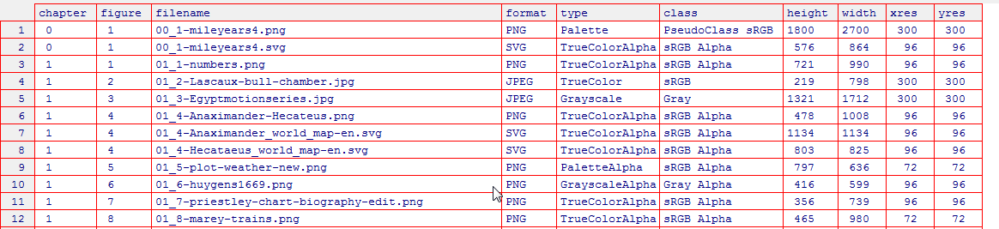 chapter figure filename format type class height width xres yres
1 0 1 00_1-mileyears4.png PNG Palette PseudoClass sRGB 1800 2700 300 300
2 0 1 00_1-mileyears4.svg SVG TrueColorAlpha sRGB Alpha 576 864 96 96
3 1 1 01_1-numbers.png PNG TrueColorAlpha sRGB Alpha 721 990 96 96
4 1 2 01_2-Lascaux-bull-chamber.jpg JPEG TrueColor sRGB 219 798 300 300
5 1 3 01_3-Egyptmotionseries.jpg JPEG Grayscale Gray 1321 1712 300 300
6 1 4 01_4-Anaximander-Hecateus.png PNG TrueColorAlpha sRGB Alpha 478 1008 96 96
7 1 4 01_4-Anaximander_world_map-en.svg SVG TrueColorAlpha sRGB Alpha 1134 1134 96 96
8 1 4 01_4-Hecataeus_world_map-en.svg SVG TrueColorAlpha sRGB Alpha 803 825 96 96
9 1 5 01_5-plot-weather-new.png PNG PaletteAlpha sRGB Alpha 797 636 72 72
10 1 6 01_6-huygens1669.png PNG GrayscaleAlpha Gray Alpha 416 599 96 96
11 1 7 01_7-priestley-chart-biography-edit.png PNG TrueColorAlpha sRGB Alpha 356 739 96 96
12 1 8 01_8-marey-trains.png PNG TrueColorAlpha sRGB Alpha 465 980 72 72